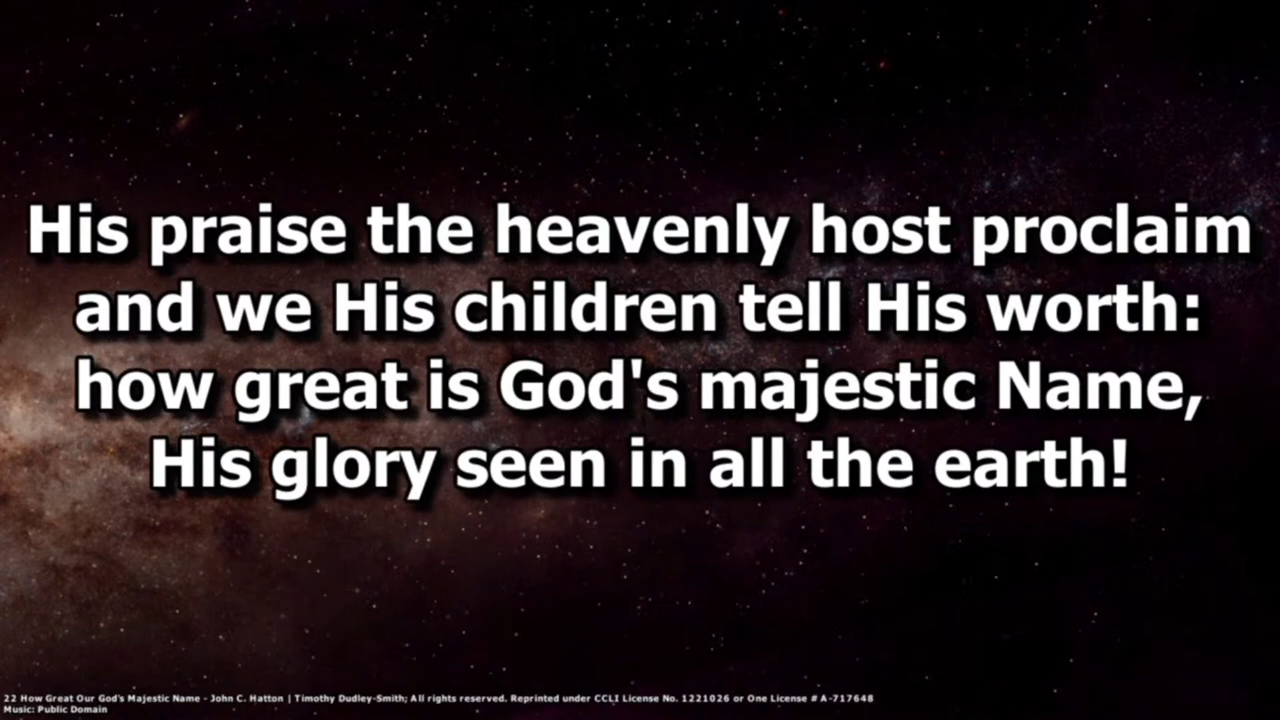 His praise the heavenly host proclaim
and we His children tell His worth:
how great is God's majestic Name,
His glory seen in all the earth!
22 How Great Our God's Majestic Name - John C. Hatton | Timothy Dudley-Smith; All rights reserved. Reprinted under CCLI License No. 1221026 or One License # A-717648
Music: Public Domain